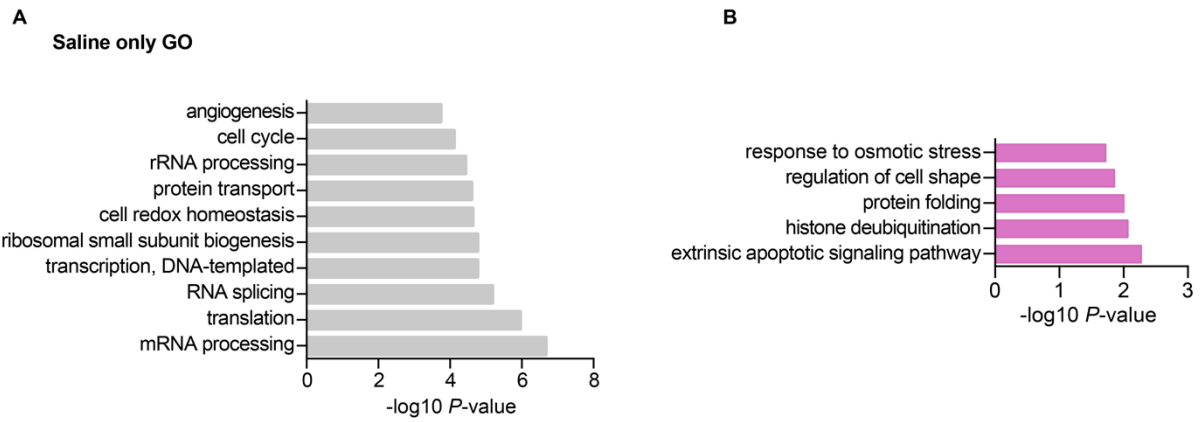 A
Saline only GO
angiogenesis
cell cycle
rRNA processing
protein transport
cell redox homeostasis
ribosomal small subunit biogenesis
transcription, DNA-templated
RNA splicing
translation
mRNA processing
0 2 4 6 8
-log10 P-value
B
response to osmotic stress
regulation of cell shape
protein folding
histone deubiquitination
extrinsic apoptotic signaling pathway
0 1 2 3
-log10 P-value